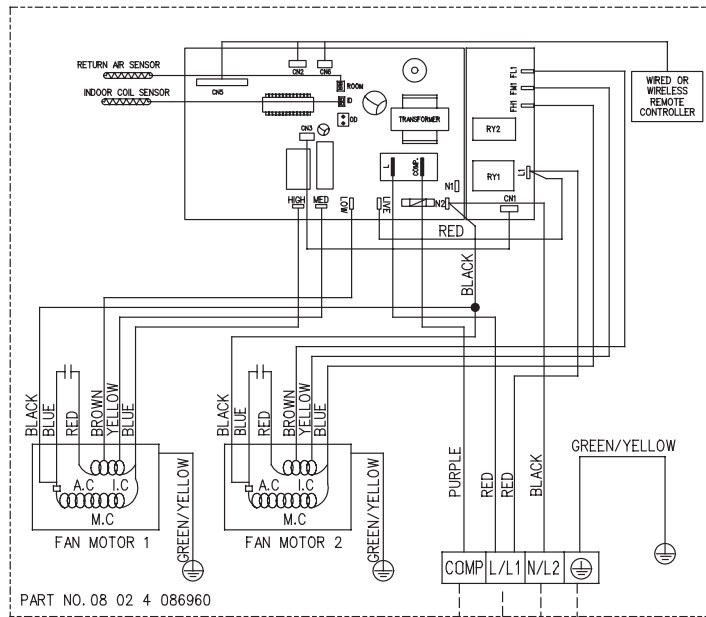 RETURN AIR SENSOR
INDOOR COIL SENSOR
CN5
CN2
CN6
ROOM
ID
OD
CN3
TRANSFORMER
FL1
FM1
FH1
RY2
RY1
L1
CN1
N1
N2
L
COMP.
HIGH
MED
LOW
LIVE
RED
BLACK
WIRED OR
WIRELESS
REMOTE
CONTROLLER
BLACK
BLUE
RED
BROWN
YELLOW
BLUE
A.C
I.C
M.C
FAN MOTOR 1
GREEN/YELLOW
BLACK
BLUE
RED
BROWN
YELLOW
BLUE
A.C
I.C
M.C
FAN MOTOR 2
GREEN/YELLOW
PURPLE
RED
RED
BLACK
GREEN/YELLOW
COMP
L/L1
N/L2
PART NO. 08 02 4 086960